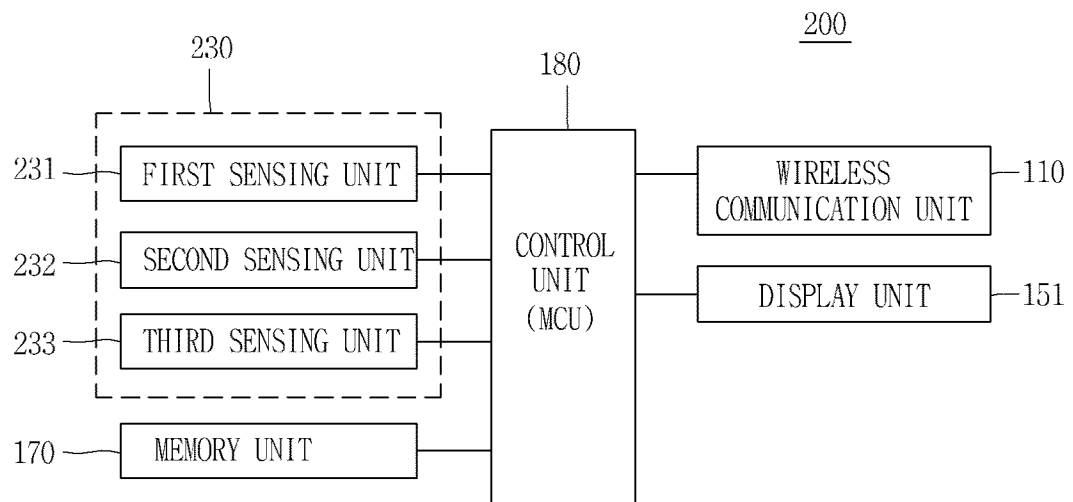 200
230
180
231
FIRST SENSING UNIT
WIRELESS
COMMUNICATION UNIT
110
232
SECOND SENSING UNIT
CONTROL
UNIT
(MCU)
DISPLAY UNIT
151
233
THIRD SENSING UNIT
170
MEMORY UNIT